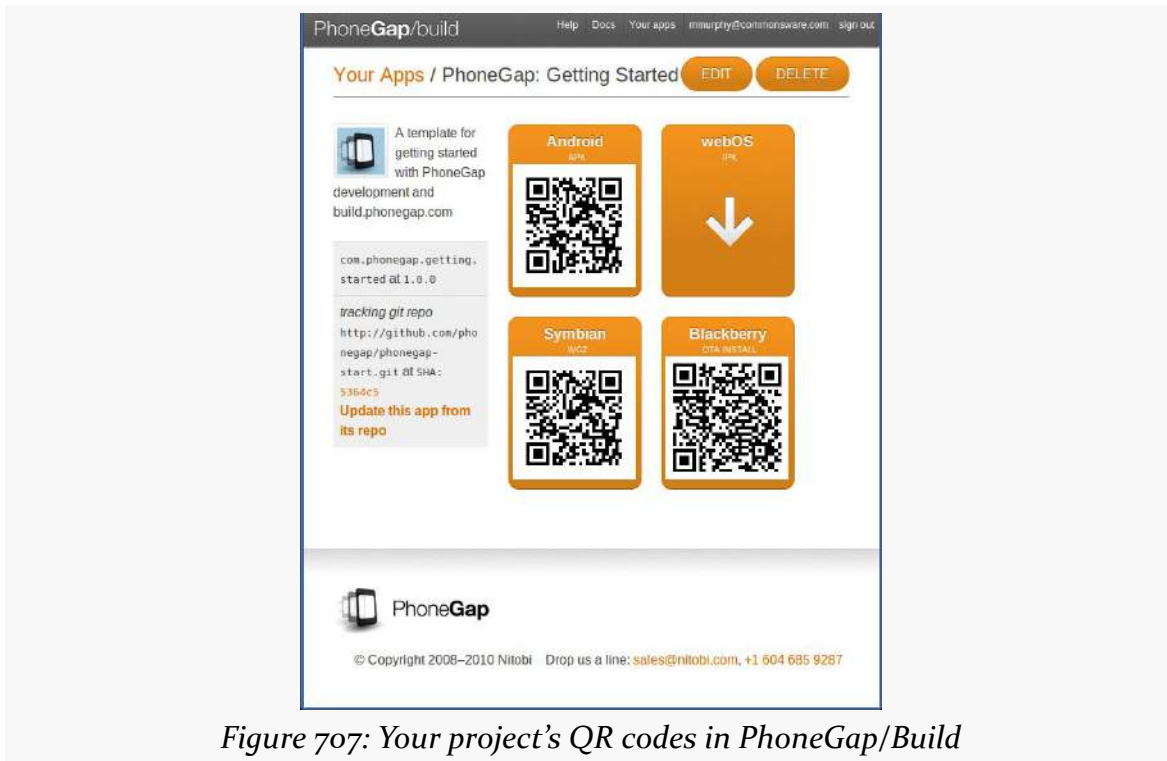 PhoneGap/build
Help Docs Your apps mmurphy@commonsware.com sign out
Your Apps / PhoneGap: Getting Started
EDIT
DELETE
A template for
getting started
with PhoneGap
development and
build.phonegap.com
com.phonegap.getting.
started at 1.0.0
tracking git repo
http://github.com/pho
negap/phonegap-
start.git at SHA:
5364c5
Update this app from
its repo
Android
APK
webOS
IPK
Symbian
WGZ
Blackberry
OTA INSTALL
PhoneGap
© Copyright 2008–2010 Nitobi Drop us a line: sales@nitobi.com, +1 604 685 9287
Figure 707: Your project's QR codes in PhoneGap/Build